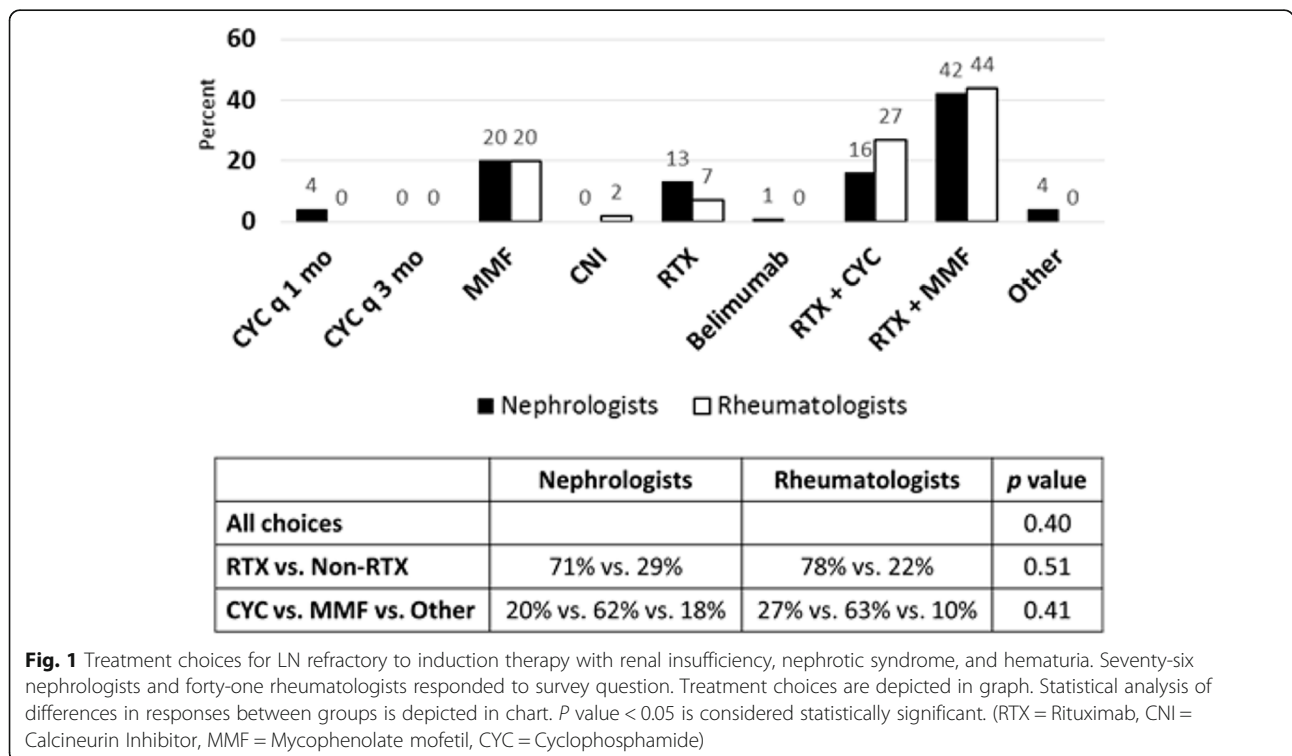 60
40
20
0
Percent
4 0
0 0
20 20
0 2
13 7
1 0
16 27
42 44
4 0
CYC q 1 mo
CYC q 3 mo
MMF
CNI
RTX
Belimumab
RTX + CYC
RTX + MMF
Other
Nephrologists Rheumatologists
Nephrologists Rheumatologists p value
All choices 0.40
RTX vs. Non-RTX 71% vs. 29% 78% vs. 22% 0.51
CYC vs. MMF vs. Other 20% vs. 62% vs. 18% 27% vs. 63% vs. 10% 0.41
Fig. 1 Treatment choices for LN refractory to induction therapy with renal insufficiency, nephrotic syndrome, and hematuria. Seventy-six
nephrologists and forty-one rheumatologists responded to survey question. Treatment choices are depicted in graph. Statistical analysis of
differences in responses between groups is depicted in chart. P value < 0.05 is considered statistically significant. (RTX = Rituximab, CNI =
Calcineurin Inhibitor, MMF = Mycophenolate mofetil, CYC = Cyclophosphamide)